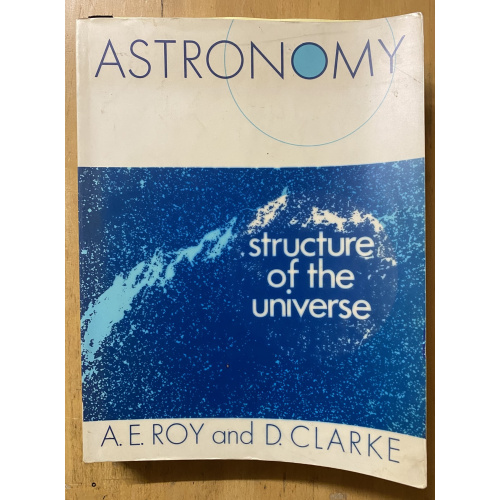 ASTRONOMY
structure
of the
universe
A. E. ROY and D. CLARKE